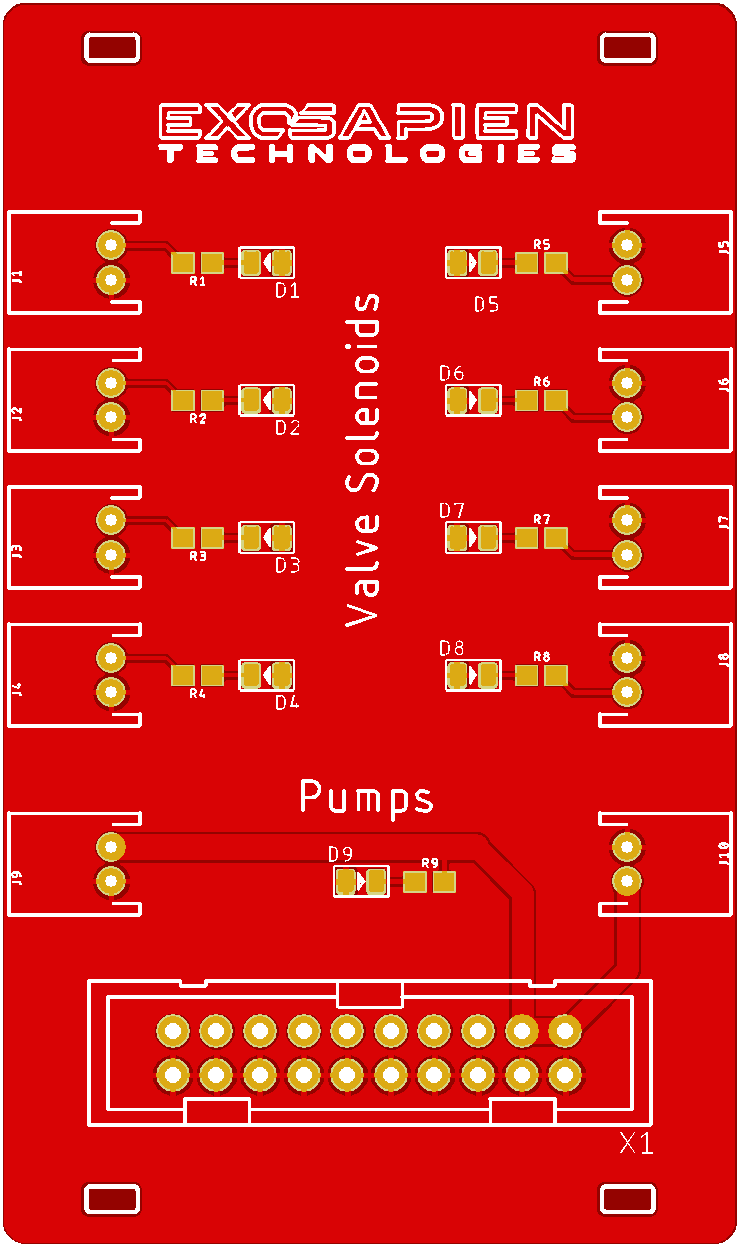 EXOSAPIEN
TECHNOLOGIES
J1
R1
D1
D5
R5
J5
J2
R2
D2
D6
R6
J6
Valve Solenoids
J3
R3
D3
D7
R7
J7
J4
R4
D4
D8
R8
J8
Pumps
J9
D9
R9
J10
X1